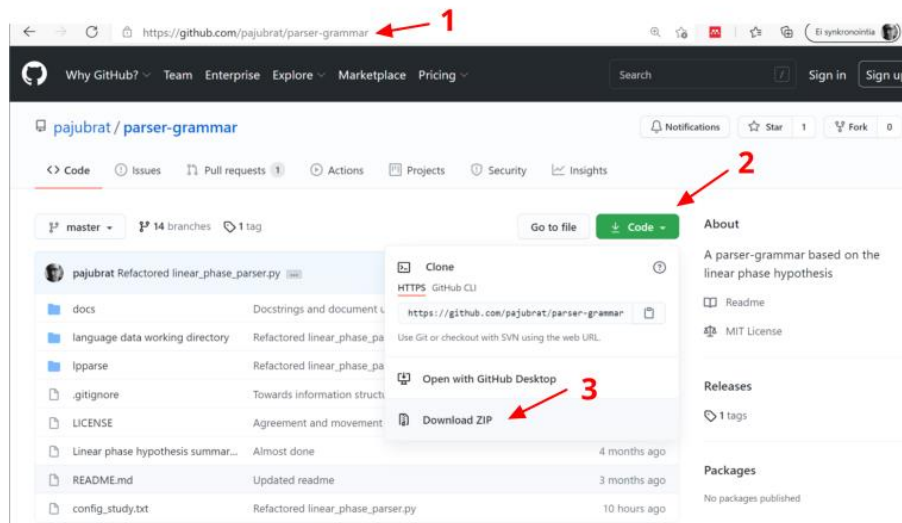 1
https://github.com/pajubrat/parser-grammar
Ei synkronointia
Why GitHub? Team Enterprise Explore Marketplace Pricing
Search
/
Sign in
Sign up
pajubrat / parser-grammar
Notifications
Star 1
Fork 0
2
Code
Issues
Pull requests 1
Actions
Projects
Security
Insights
master
14 branches
1 tag
Go to file
Code
About
A parser-grammar based on the
linear phase hypothesis
Readme
MIT License
pajubrat Refactored linear_phase_parser.py ...
Clone
HTTPS GitHub CLI
https://github.com/pajubrat/parser-grammar
Use Git or checkout with SVN using the web URL.
Open with GitHub Desktop
3
Download ZIP
docs Docstrings and document u
language data working directory Refactored linear_phase_pa
lpparse Refactored linear_phase_pa
.gitignore Towards information structu
LICENSE Agreement and movement
Linear phase hypothesis summar... Almost done 4 months ago
README.md Updated readme 3 months ago
config_study.txt Refactored linear_phase_parser.py 10 hours ago
Releases
1 tags
Packages
No packages published